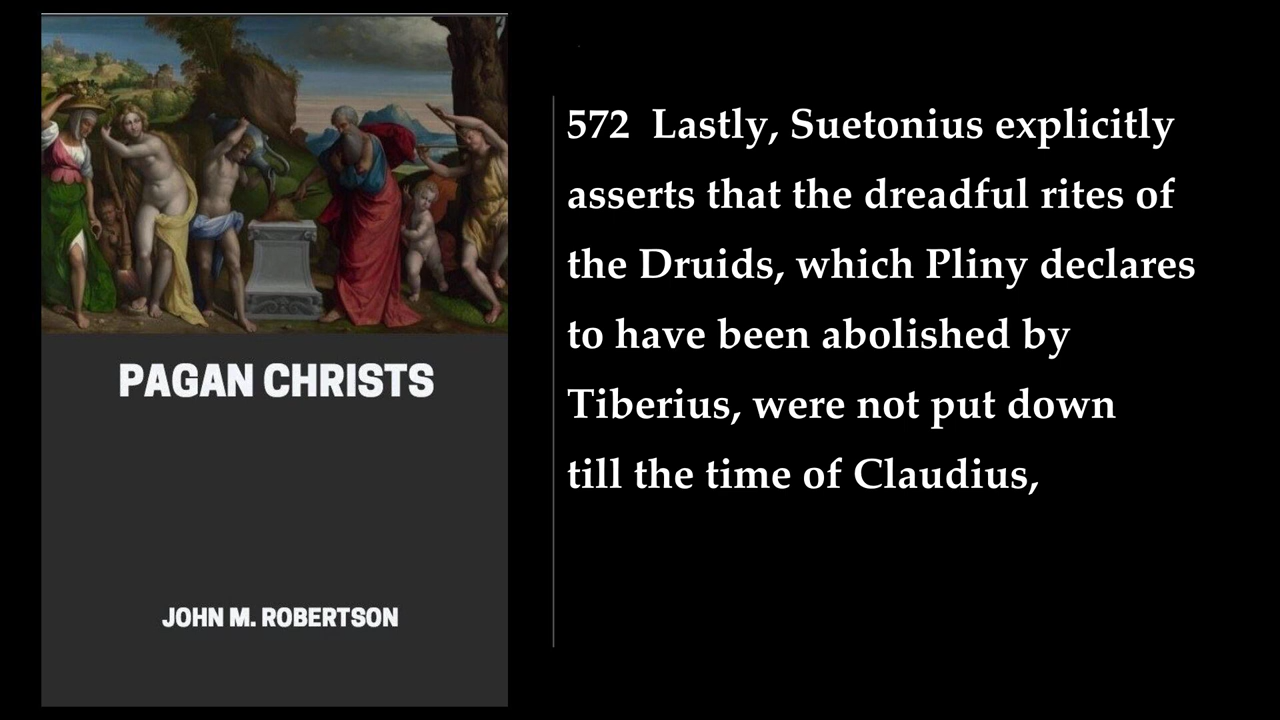 PAGAN CHRISTS
JOHN M. ROBERTSON
572 Lastly, Suetonius explicitly
asserts that the dreadful rites of
the Druids, which Pliny declares
to have been abolished by
Tiberius, were not put down
till the time of Claudius,